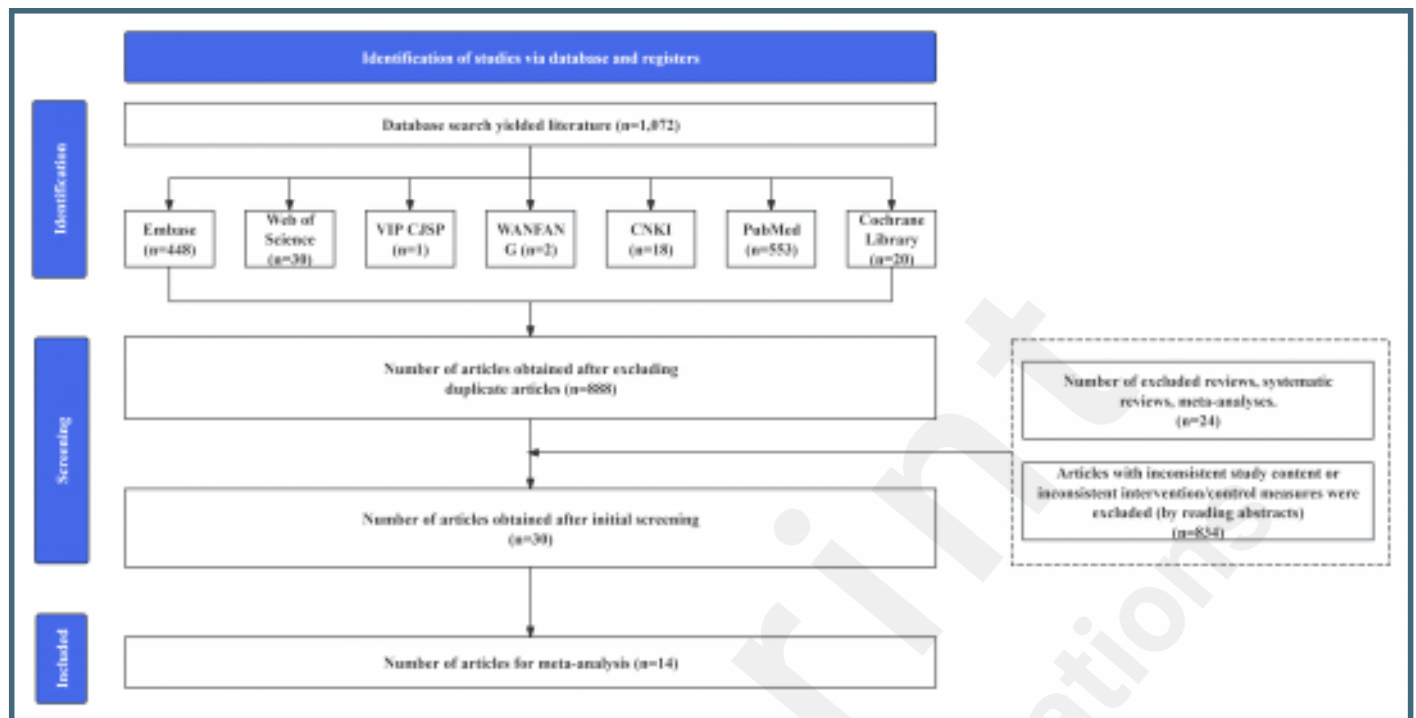 Identification of studies via database and registers
Identification
Database search yielded literature (n=1,072)
Embase
(n=448)
Web of
Science
(n=30)
VIP CJSP
(n=1)
WANFAN
G (n=2)
CNKI
(n=18)
PubMed
(n=553)
Cochrane
Library
(n=20)
Screening
Number of articles obtained after excluding
duplicate articles (n=888)
Number of excluded reviews, systematic
reviews, meta-analyses.
(n=24)
Articles with inconsistent study content or
inconsistent intervention/control measures were
excluded (by reading abstracts)
(n=834)
Number of articles obtained after initial screening
(n=30)
Included
Number of articles for meta-analysis (n=14)
rint
ations